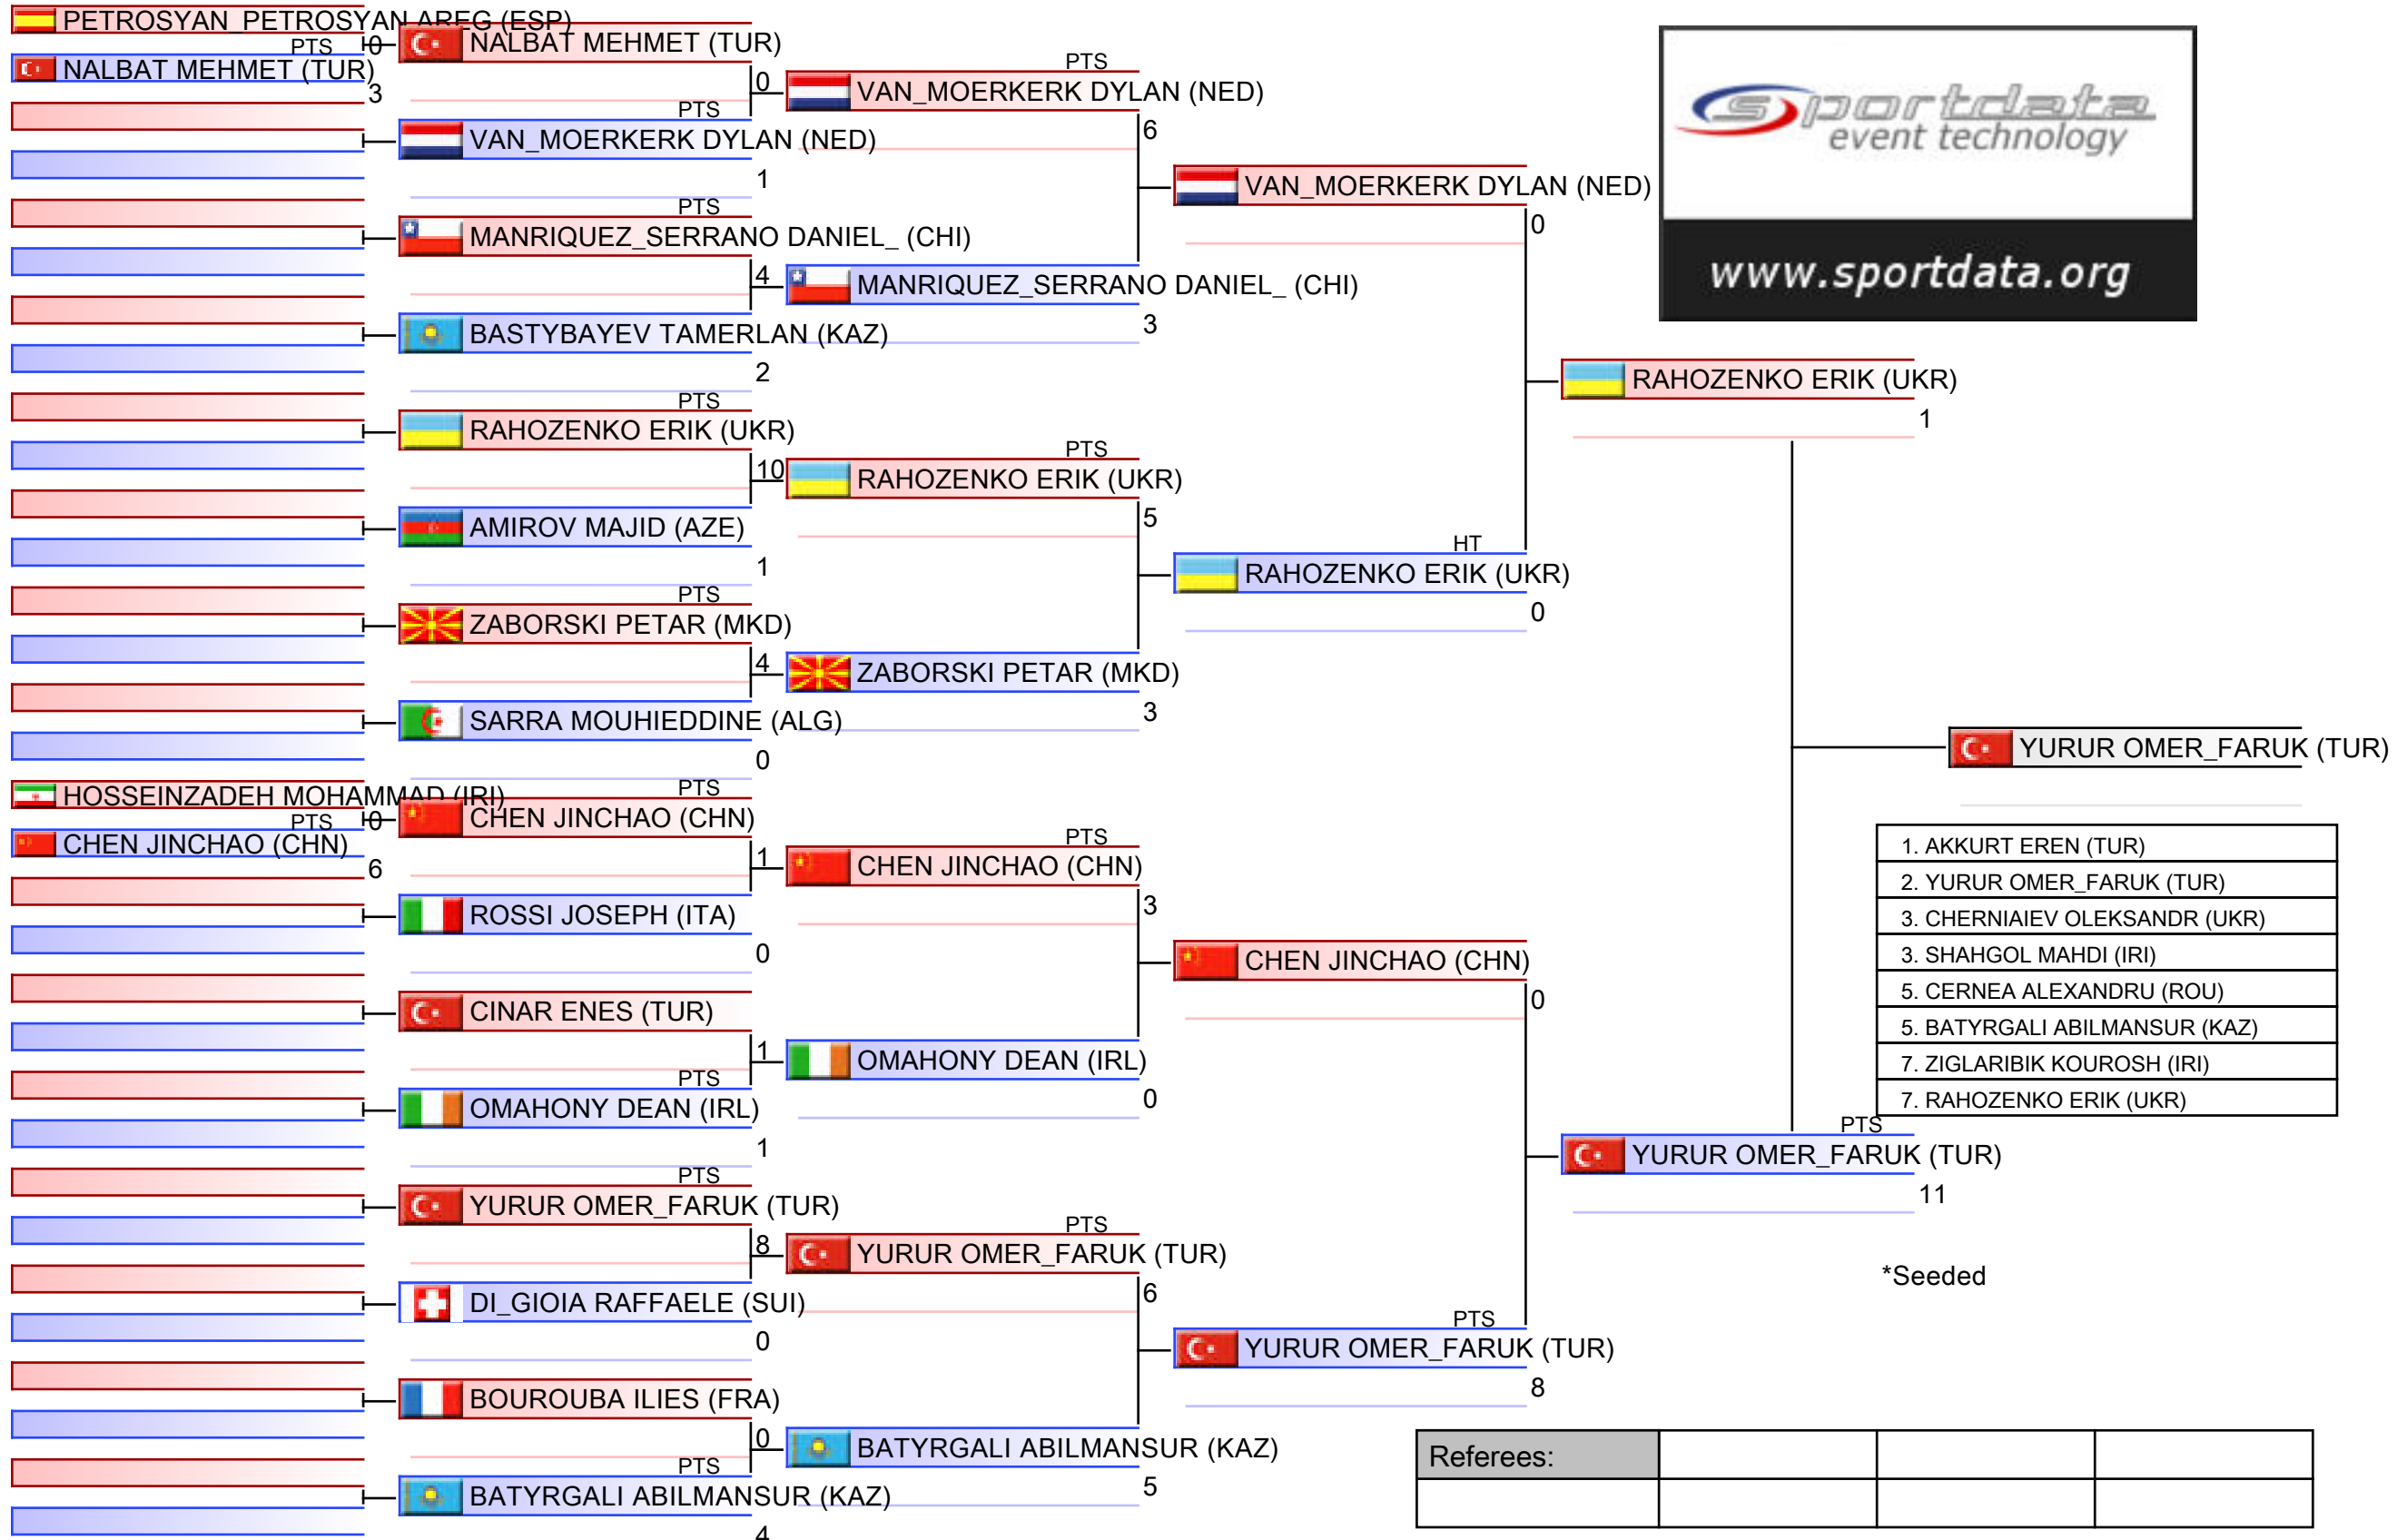 PETROSYAN_PETROSYAN AREG (ESP)
PTS 0
NALBAT MEHMET (TUR)
3
HOSSEINZADEH MOHAMMAD (IRI)
PTS 0
CHEN JINCHAO (CHN)
6
NALBAT MEHMET (TUR)
0
PTS
VAN_MOERKERK DYLAN (NED)
1
PTS
MANRIQUEZ_SERRANO DANIEL_ (CHI)
4
BASTYBAYEV TAMERLAN (KAZ)
2
PTS
RAHOZENKO ERIK (UKR)
10
AMIROV MAJID (AZE)
1
PTS
ZABORSKI PETAR (MKD)
4
SARRA MOUHIEDDINE (ALG)
0
PTS
CHEN JINCHAO (CHN)
1
ROSSI JOSEPH (ITA)
0
CINAR ENES (TUR)
1
PTS
OMAHONY DEAN (IRL)
1
PTS
YURUR OMER_FARUK (TUR)
8
DI_GIOIA RAFFAELE (SUI)
0
BOUROUBA ILIES (FRA)
0
PTS
BATYRGALI ABILMANSUR (KAZ)
4
PTS
VAN_MOERKERK DYLAN (NED)
6
MANRIQUEZ_SERRANO DANIEL_ (CHI)
3
PTS
RAHOZENKO ERIK (UKR)
5
ZABORSKI PETAR (MKD)
3
PTS
CHEN JINCHAO (CHN)
3
OMAHONY DEAN (IRL)
0
PTS
YURUR OMER_FARUK (TUR)
6
BATYRGALI ABILMANSUR (KAZ)
5
VAN_MOERKERK DYLAN (NED)
0
HT
RAHOZENKO ERIK (UKR)
0
CHEN JINCHAO (CHN)
0
PTS
YURUR OMER_FARUK (TUR)
8
RAHOZENKO ERIK (UKR)
1
PTS
YURUR OMER_FARUK (TUR)
11
YURUR OMER_FARUK (TUR)
sportdata
event technology
www.sportdata.org
1. AKKURT EREN (TUR)
2. YURUR OMER_FARUK (TUR)
3. CHERNIAIEV OLEKSANDR (UKR)
3. SHAHGOL MAHDI (IRI)
5. CERNEA ALEXANDRU (ROU)
5. BATYRGALI ABILMANSUR (KAZ)
7. ZIGLARIBIK KOUROSH (IRI)
7. RAHOZENKO ERIK (UKR)
*Seeded
Referees: